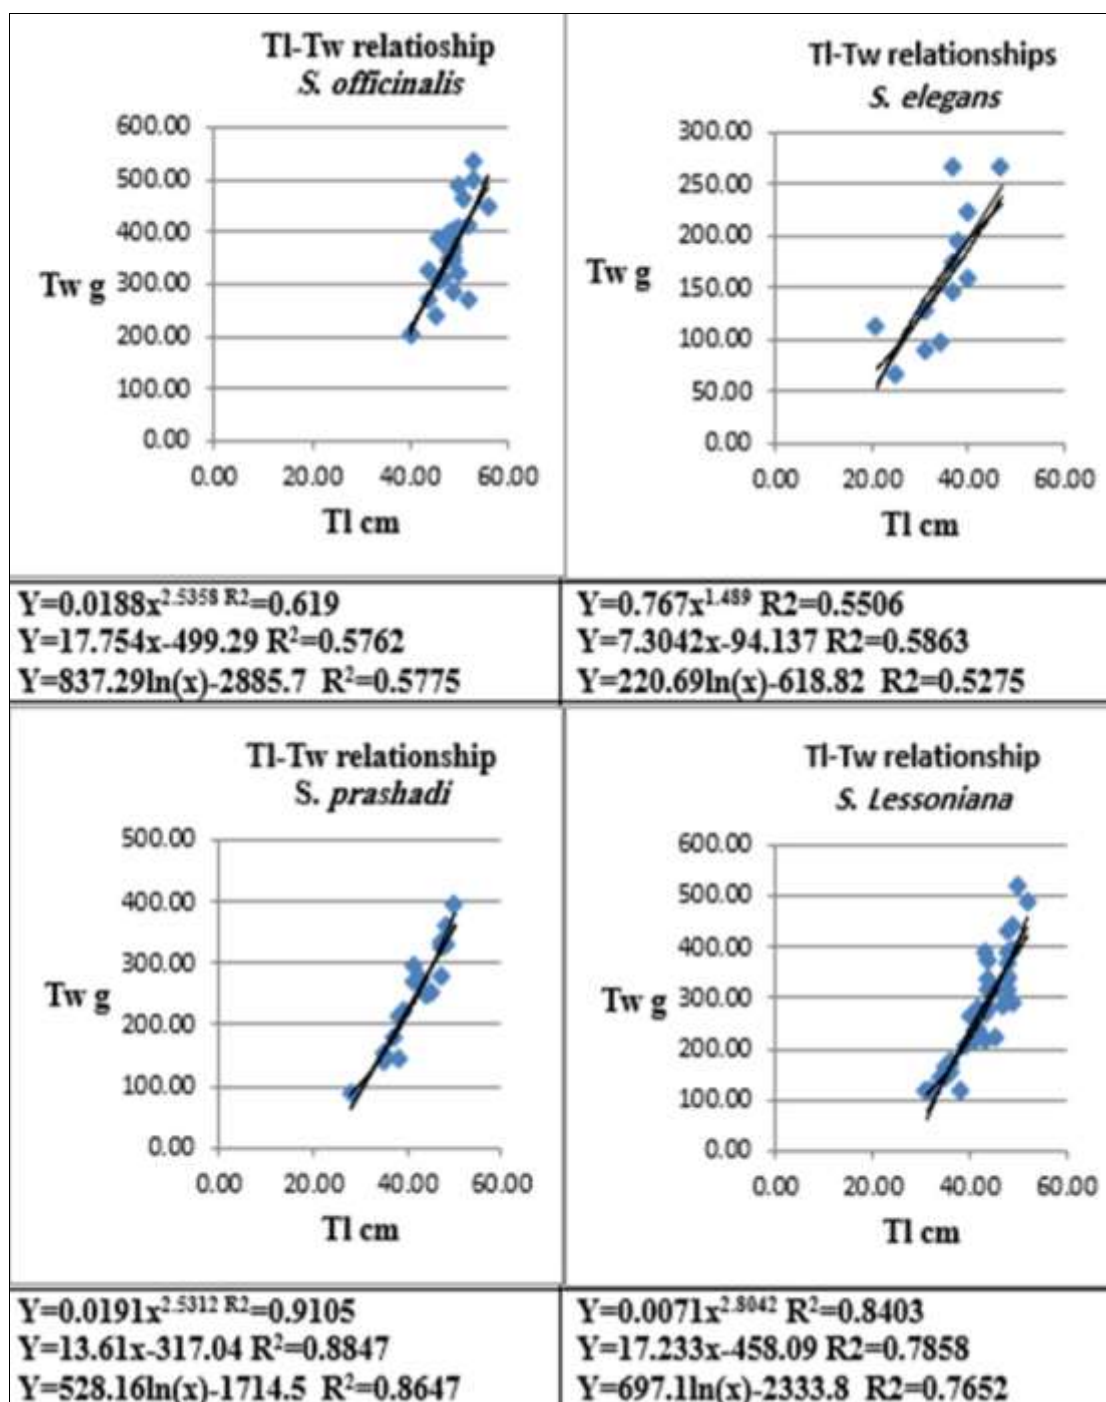 Tl-Tw relatioship
S. officinalis
600.00
500.00
400.00
300.00
200.00
100.00
0.00
Tw g
0.00 20.00 40.00 60.00
Tl cm
Tl-Tw relationships
S. elegans
300.00
250.00
200.00
150.00
100.00
50.00
0.00
Tw g
0.00 20.00 40.00 60.00
Tl cm
Y=0.0188x^2.5358 R2=0.619
Y=17.754x-499.29 R²=0.5762
Y=837.29ln(x)-2885.7 R²=0.5775
Y=0.767x^1.489 R2=0.5506
Y=7.3042x-94.137 R2=0.5863
Y=220.69ln(x)-618.82 R2=0.5275
Tl-Tw relationship
S. prashadi
500.00
400.00
300.00
200.00
100.00
0.00
Tw g
0.00 20.00 40.00 60.00
Tl cm
Tl-Tw relationship
S. Lessoniana
600.00
500.00
400.00
300.00
200.00
100.00
0.00
Tw g
0.00 20.00 40.00 60.00
Tl cm
Y=0.0191x^2.5312 R2=0.9105
Y=13.61x-317.04 R²=0.8847
Y=528.16ln(x)-1714.5 R²=0.8647
Y=0.0071x^2.8042 R²=0.8403
Y=17.233x-458.09 R2=0.7858
Y=697.1ln(x)-2333.8 R2=0.7652